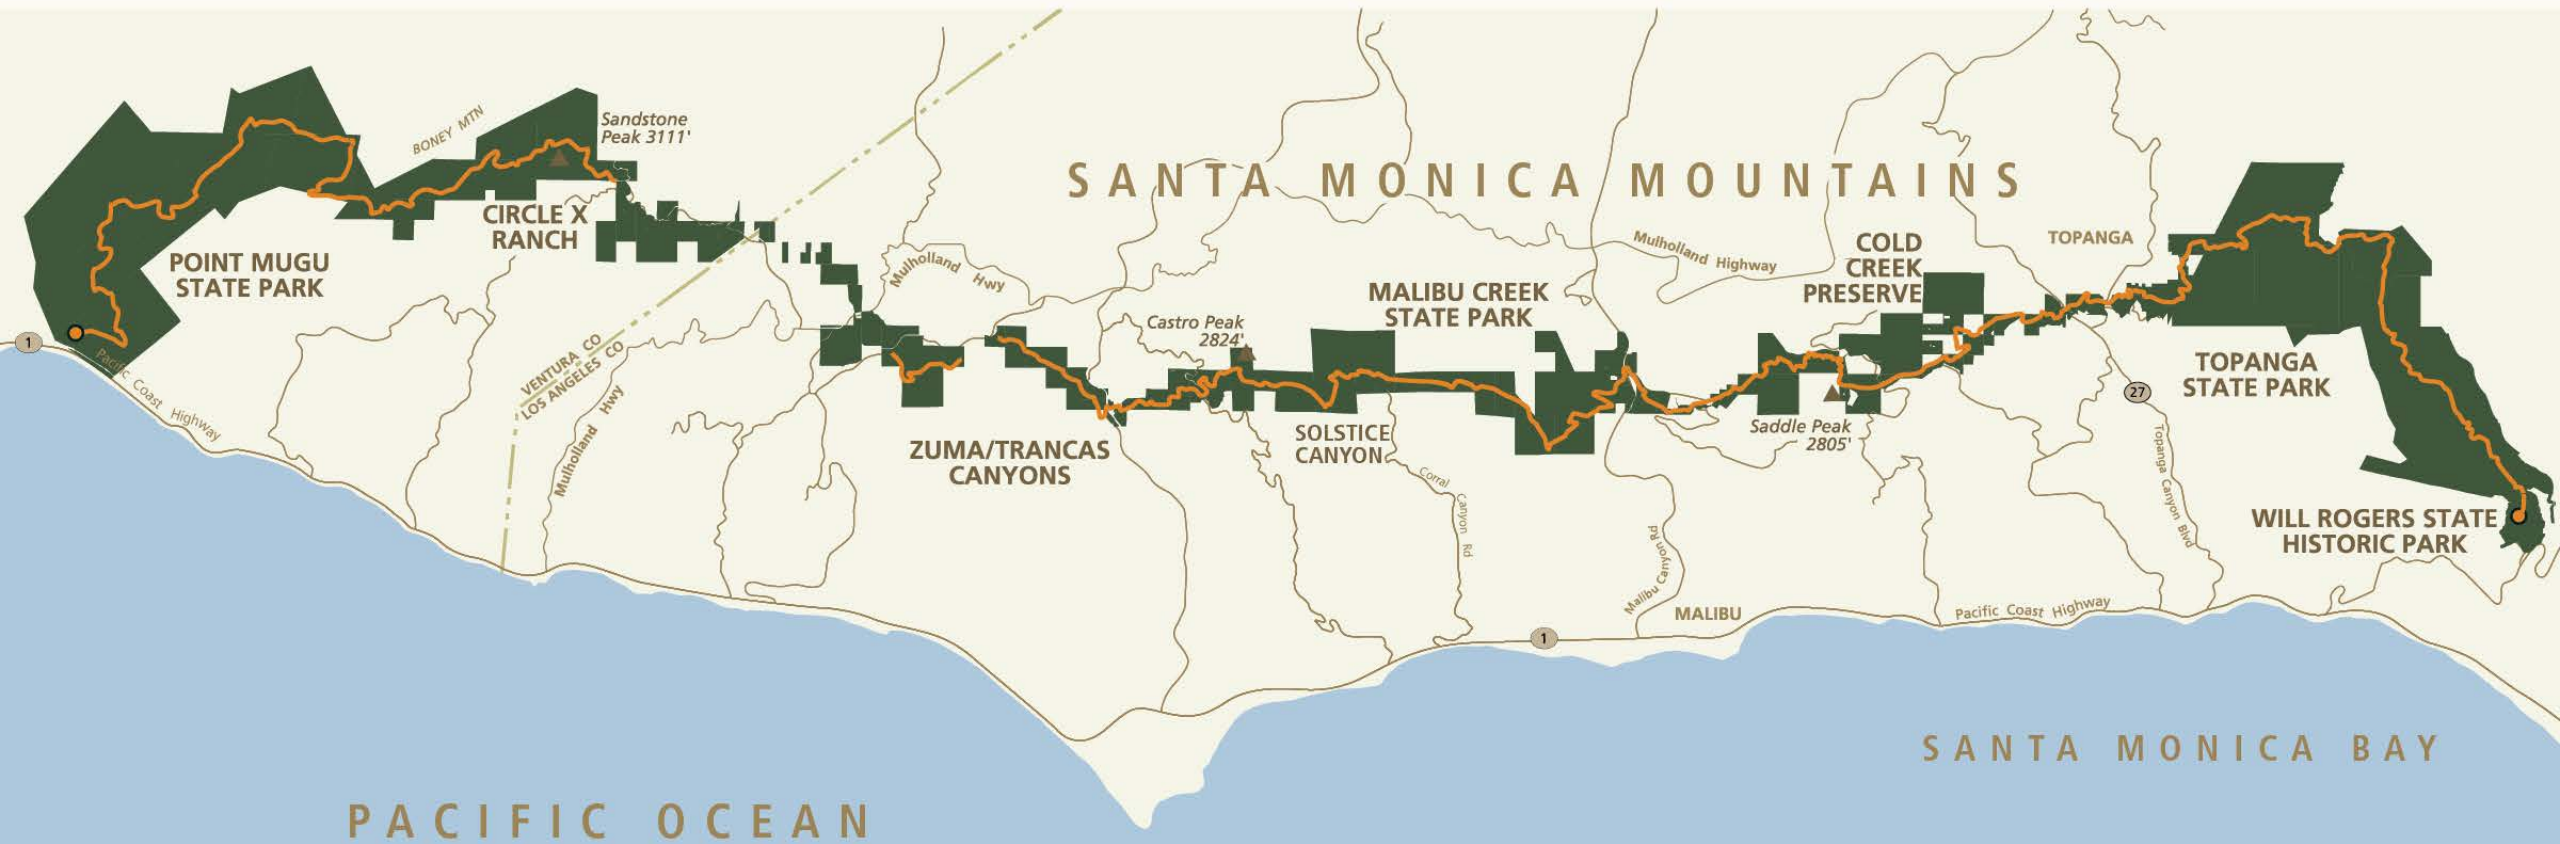 SANTA MONICA MOUNTAINS
BONEY MTN
Sandstone
Peak 3111'
CIRCLE X
RANCH
POINT MUGU
STATE PARK
1
Pacific Coast Highway
VENTURA CO
LOS ANGELES CO
Mulholland Hwy
Mulholland Hwy
ZUMA/TRANCAS
CANYONS
Castro Peak
2824'
SOLSTICE
CANYON
MALIBU CREEK
STATE PARK
Corral Canyon Rd
Mulholland Highway
COLD
CREEK
PRESERVE
Saddle Peak
2805'
Malibu Canyon Rd
MALIBU
1
TOPANGA
27
Topanga Canyon Blvd
TOPANGA
STATE PARK
WILL ROGERS STATE
HISTORIC PARK
Pacific Coast Highway
SANTA MONICA BAY
PACIFIC OCEAN